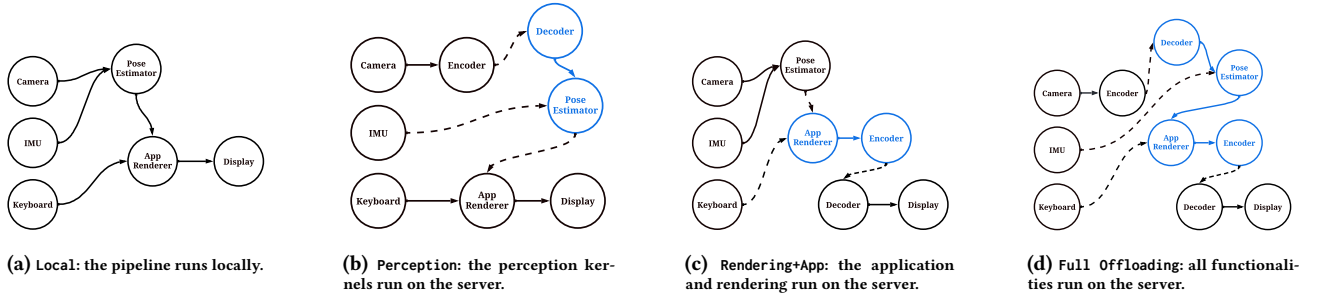 Camera
IMU
Keyboard
Pose
Estimator
App
Renderer
Display
(a) Local: the pipeline runs locally.
Camera
Encoder
Decoder
IMU
Pose
Estimator
Keyboard
App
Renderer
Display
(b) Perception: the perception ker-
nels run on the server.
Camera
Pose
Estimator
IMU
App
Renderer
Encoder
Keyboard
Decoder
Display
(c) Rendering+App: the application
and rendering run on the server.
Camera
Encoder
Decoder
Pose
Estimator
IMU
App
Renderer
Encoder
Keyboard
Decoder
Display
(d) Full Offloading: all functionali-
ties run on the server.